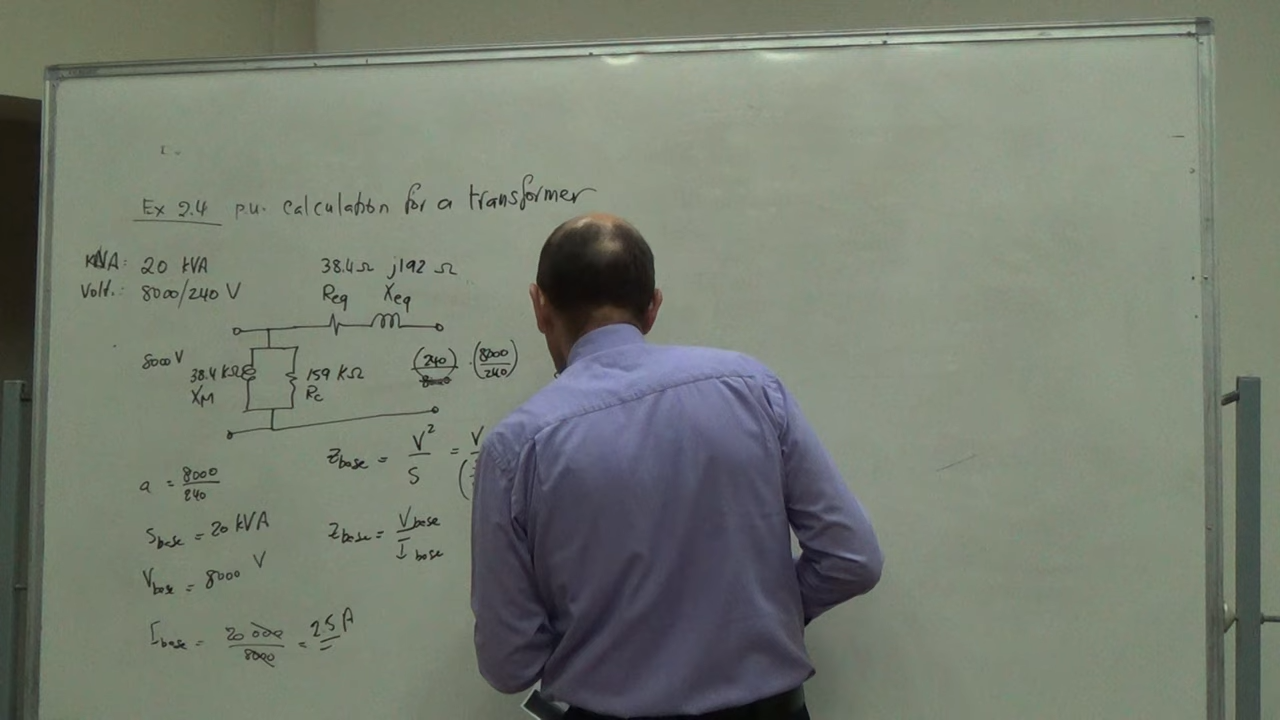 Ex 2.4 p.u. calculation for a transformer
kVA: 20 kVA
Volt.: 8000/240 V
38.4 Ω j192 Ω
Req Xeq
8000 V
38.4 KΩ
XM
159 KΩ
Rc
(240/8000) · (8000/240)
a = 8000/240
Zbase = V²/S = V
Sbase = 20 kVA
Zbase = Vbase/Ibase
Vbase = 8000 V
Ibase = 20 000/8000 = 2.5 A